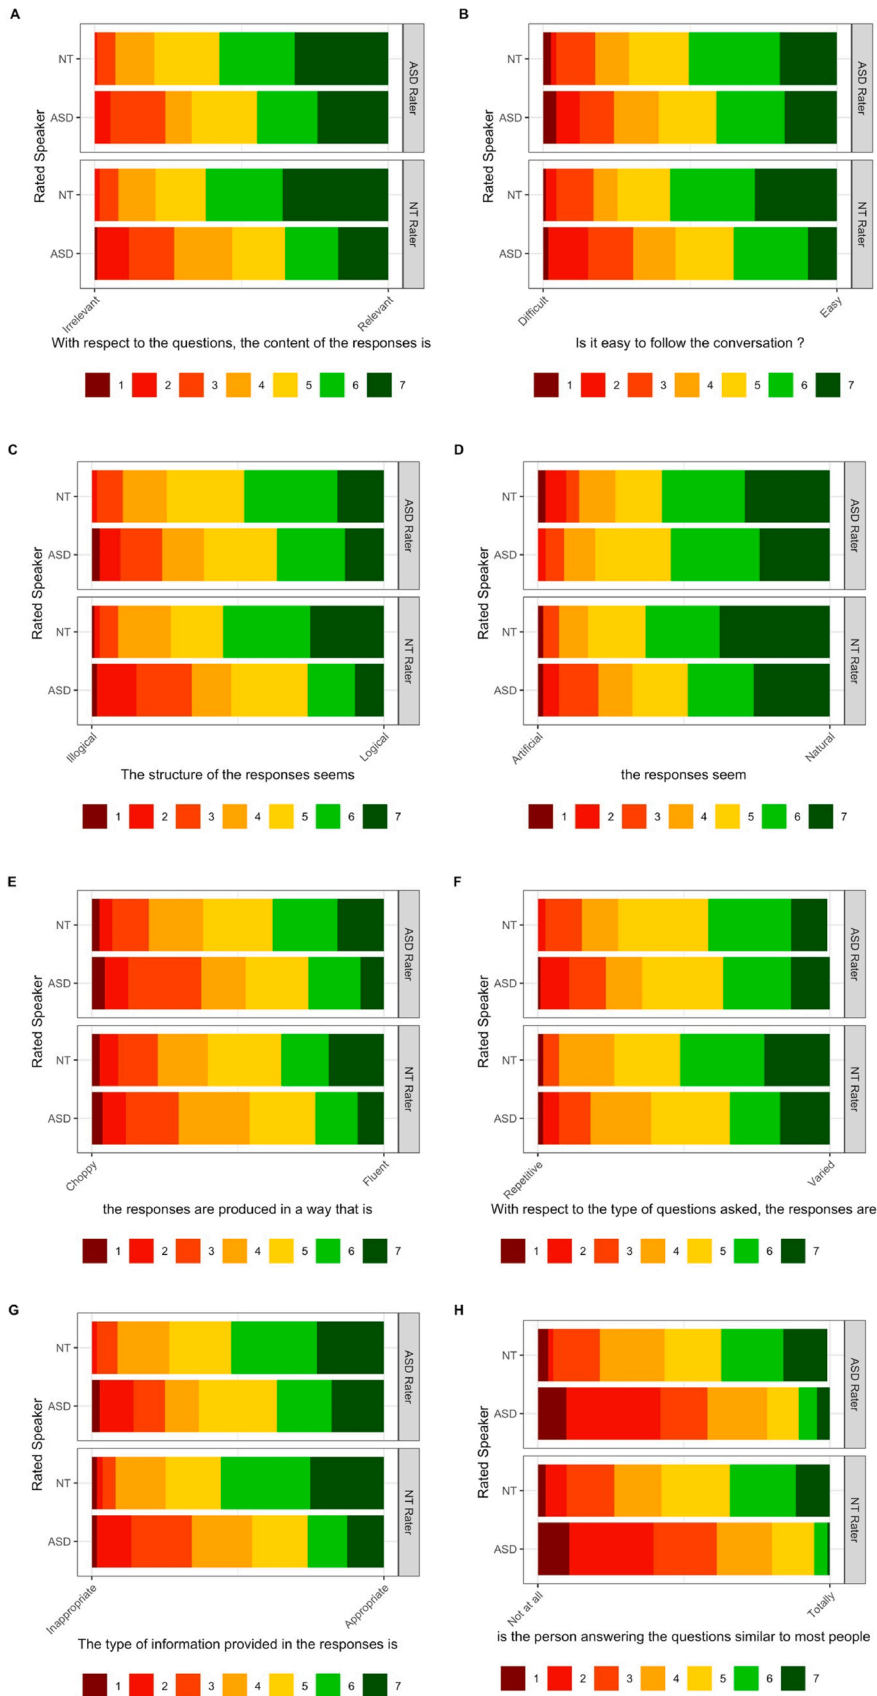 A
Rated Speaker
NT
ASD
ASD Rater
NT
ASD
NT Rater
Irrelevant
Relevant
With respect to the questions, the content of the responses is
1 2 3 4 5 6 7
B
NT
ASD
ASD Rater
NT
ASD
NT Rater
Difficult
Easy
Is it easy to follow the conversation ?
1 2 3 4 5 6 7
C
Rated Speaker
NT
ASD
ASD Rater
NT
ASD
NT Rater
Illogical
Logical
The structure of the responses seems
1 2 3 4 5 6 7
D
NT
ASD
ASD Rater
NT
ASD
NT Rater
Artificial
Natural
the responses seem
1 2 3 4 5 6 7
E
Rated Speaker
NT
ASD
ASD Rater
NT
ASD
NT Rater
Choppy
Fluent
the responses are produced in a way that is
1 2 3 4 5 6 7
F
NT
ASD
ASD Rater
NT
ASD
NT Rater
Repetitive
Varied
With respect to the type of questions asked, the responses are
1 2 3 4 5 6 7
G
Rated Speaker
NT
ASD
ASD Rater
NT
ASD
NT Rater
Inappropriate
Appropriate
The type of information provided in the responses is
1 2 3 4 5 6 7
H
NT
ASD
ASD Rater
NT
ASD
NT Rater
Not at all
Totally
is the person answering the questions similar to most people
1 2 3 4 5 6 7